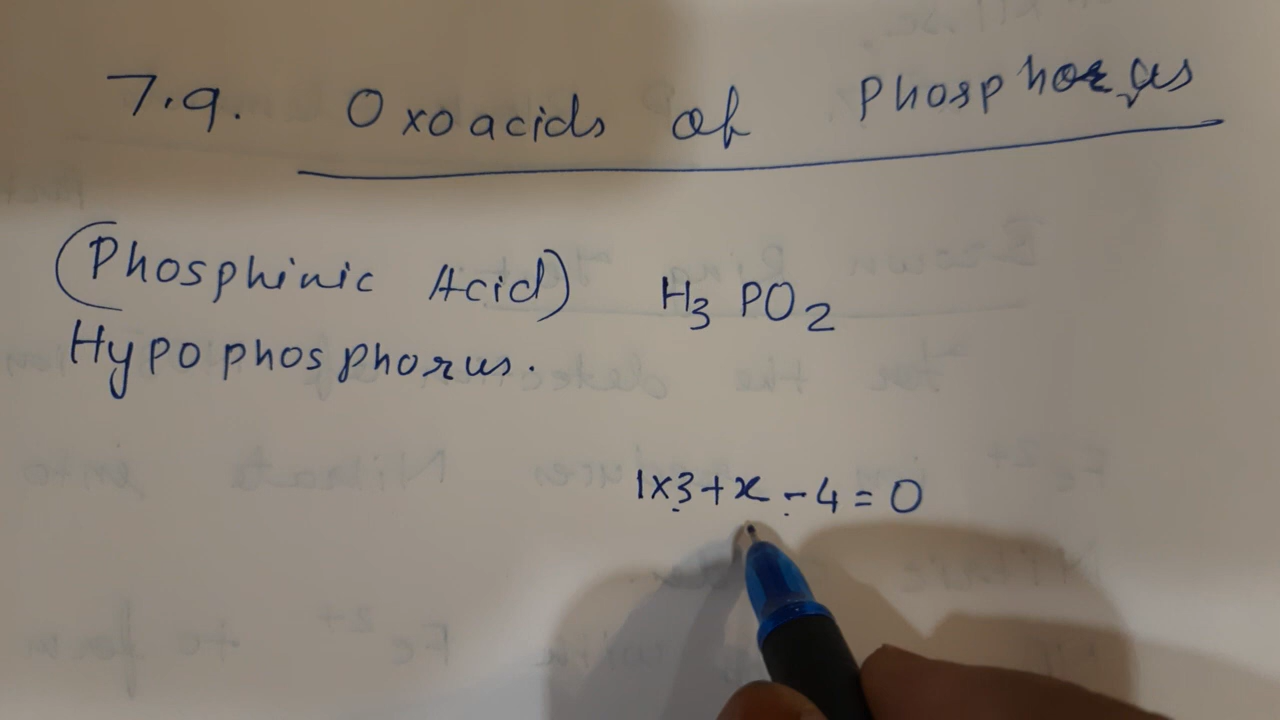 7.9. Oxoacids of Phosphorus
(Phosphinic Acid) H3 PO2
Hypophosphorus.
1x3+x-4=0